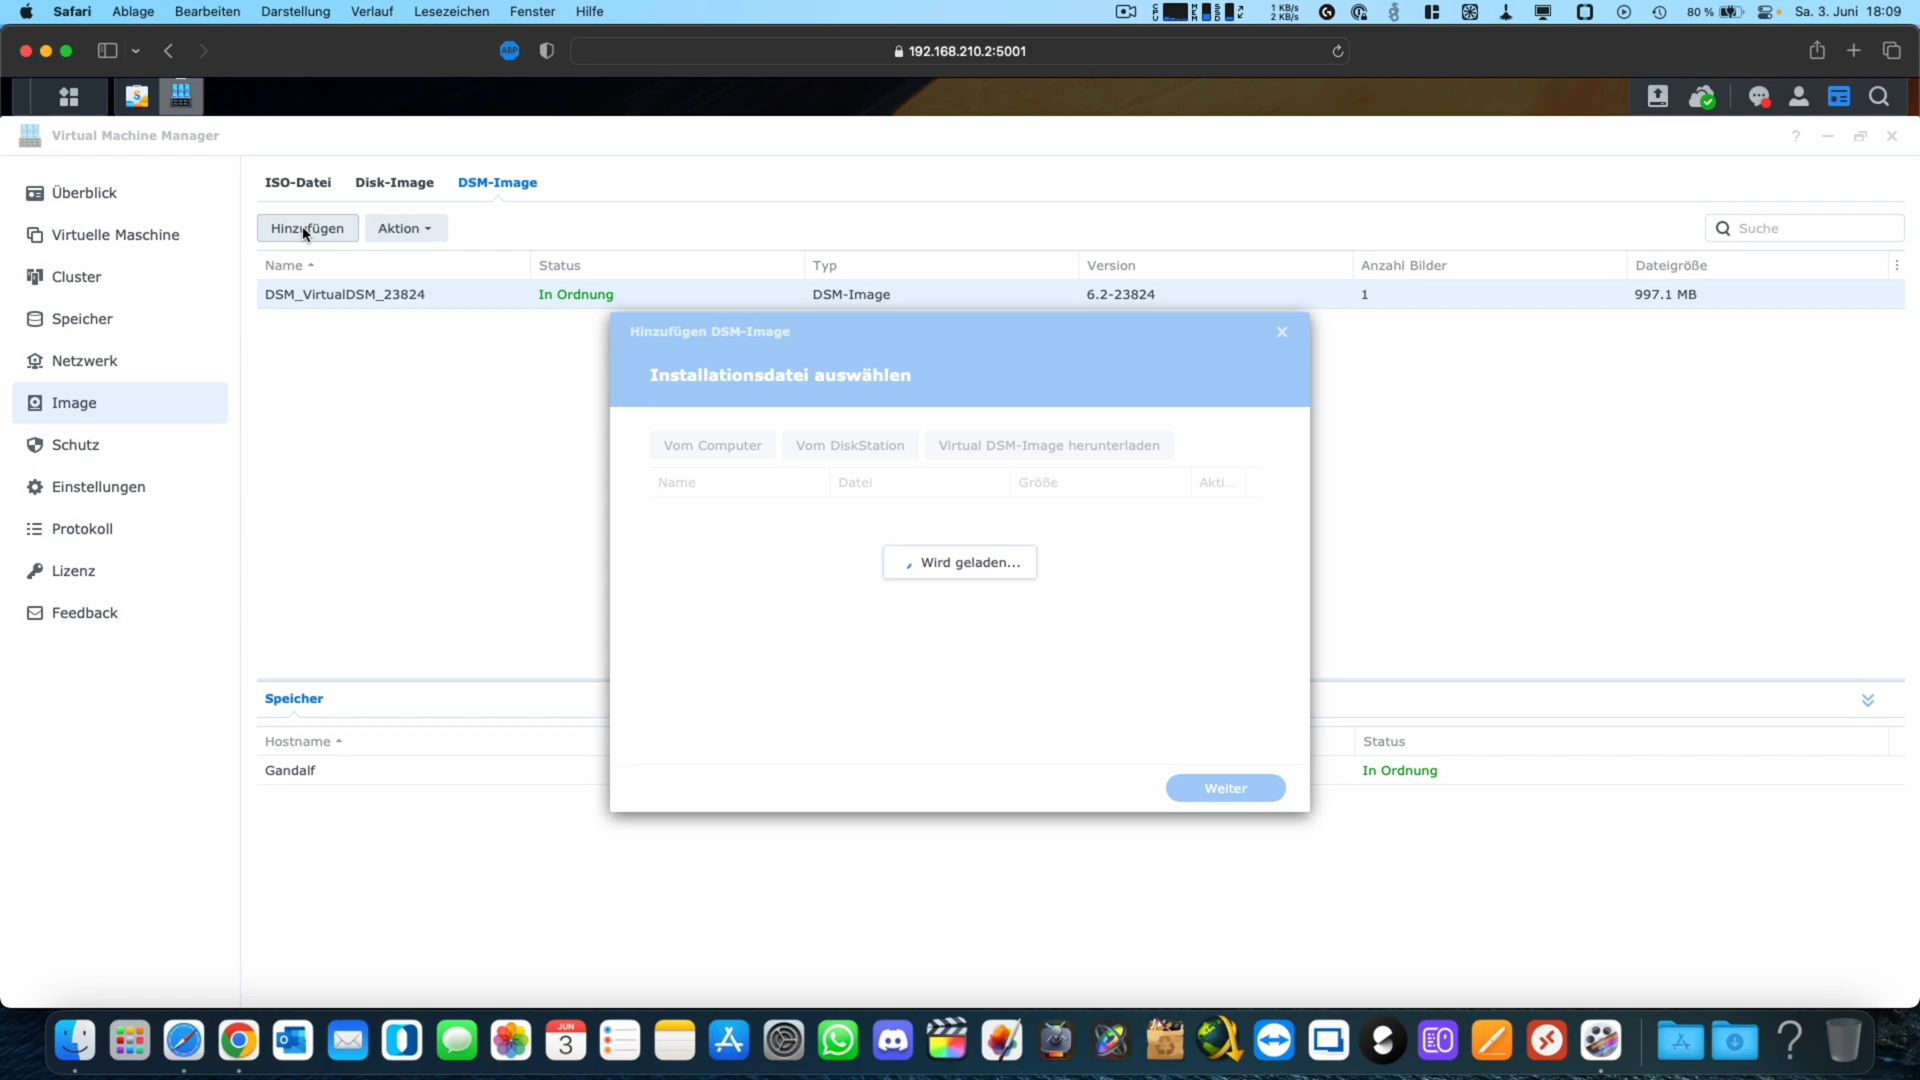 Safari Ablage Bearbeiten Darstellung Verlauf Lesezeichen Fenster Hilfe
1 KB/s
2 KB/s
80 % Sa. 3. Juni 18:09
ABP
192.168.210.2:5001
Virtual Machine Manager
Überblick
Virtuelle Maschine
Cluster
Speicher
Netzwerk
Image
Schutz
Einstellungen
Protokoll
Lizenz
Feedback
ISO-Datei Disk-Image DSM-Image
Hinzufügen Aktion Suche
Name Status Typ Version Anzahl Bilder Dateigröße
DSM_VirtualDSM_23824 In Ordnung DSM-Image 6.2-23824 1 997.1 MB
Hinzufügen DSM-Image
Installationsdatei auswählen
Vom Computer Vom DiskStation Virtual DSM-Image herunterladen
Name Datei Größe Akti...
Wird geladen...
Weiter
Speicher
Hostname Status
Gandalf In Ordnung
JUN
3